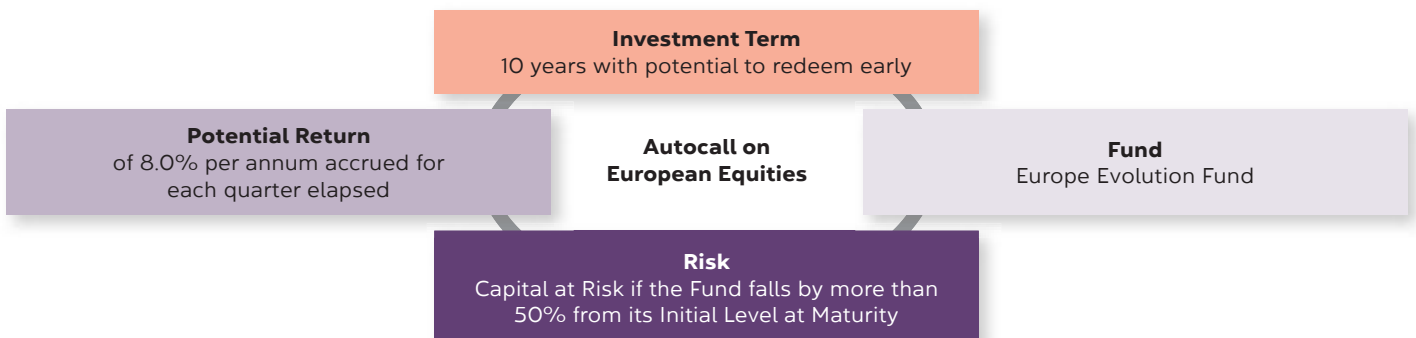 Investment Term
10 years with potential to redeem early
Potential Return
of 8.0% per annum accrued for
each quarter elapsed
Autocall on
European Equities
Fund
Europe Evolution Fund
Risk
Capital at Risk if the Fund falls by more than
50% from its Initial Level at Maturity